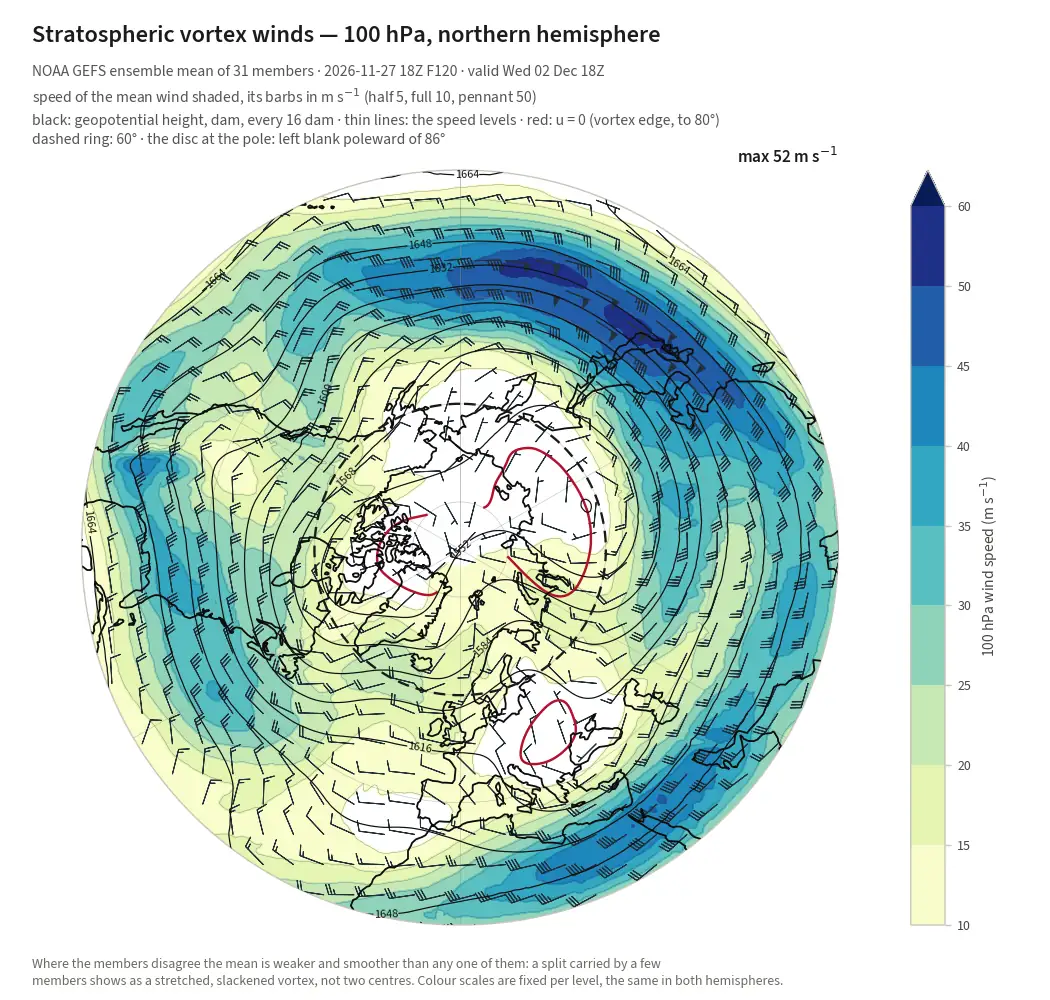 Stratospheric vortex winds — 100 hPa, northern hemisphere
NOAA GEFS ensemble mean of 31 members · 2026-11-27 18Z F120 · valid Wed 02 Dec 18Z
speed of the mean wind shaded, its barbs in m s⁻¹ (half 5, full 10, pennant 50)
black: geopotential height, dam, every 16 dam · thin lines: the speed levels · red: u = 0 (vortex edge, to 80°)
dashed ring: 60° · the disc at the pole: left blank poleward of 86°
max 52 m s⁻¹
1664
1648
1632
1664
1664
1600
1568
1664
1552
1584
1616
1648
60
50
45
40
35
30
25
20
15
10
100 hPa wind speed (m s⁻¹)
Where the members disagree the mean is weaker and smoother than any one of them: a split carried by a few
members shows as a stretched, slackened vortex, not two centres. Colour scales are fixed per level, the same in both hemispheres.